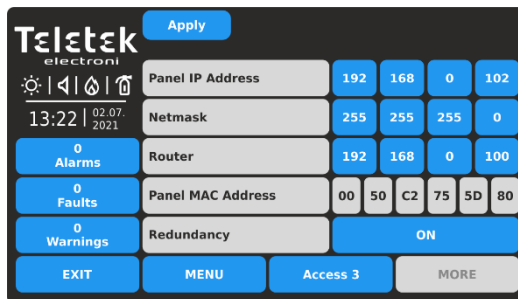 Teletek
electroni
13:22
02.07.
2021
0
Alarms
0
Faults
0
Warnings
EXIT
Apply
Panel IP Address 192 168 0 102
Netmask 255 255 255 0
Router 192 168 0 100
Panel MAC Address 00 50 C2 75 5D 80
Redundancy ON
MENU Access 3 MORE